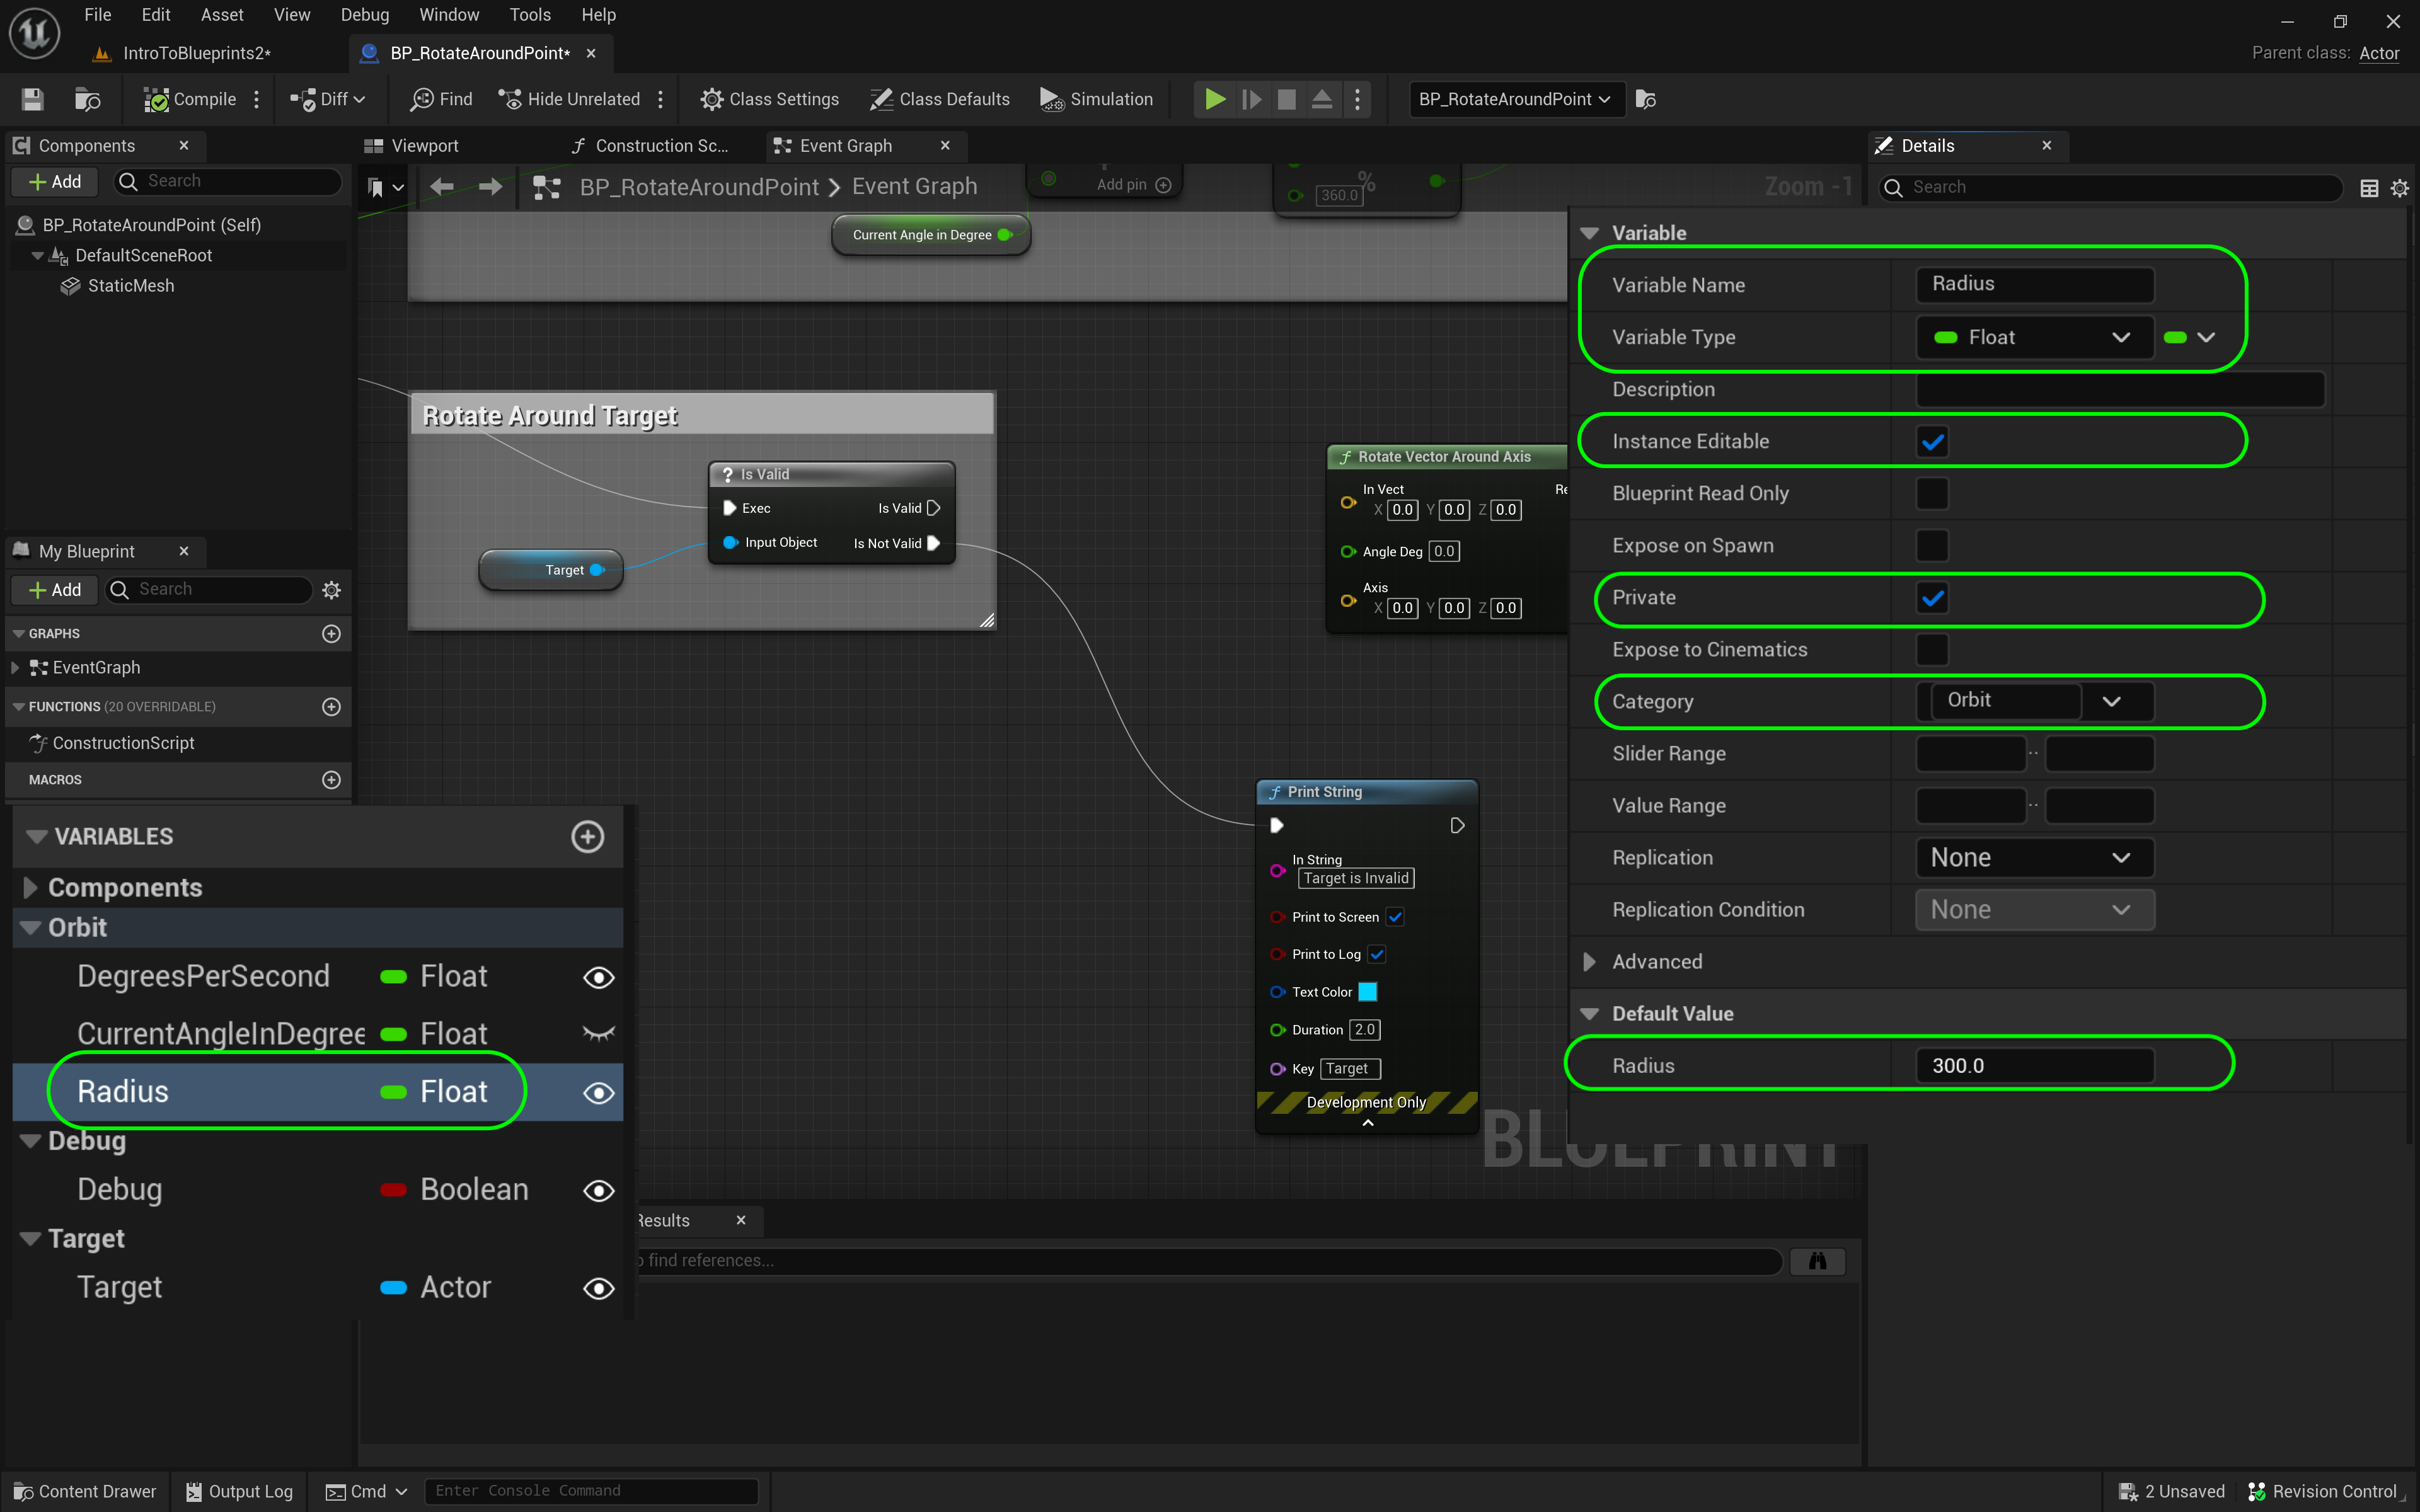 File Edit Asset View Debug Window Tools Help
IntroToBlueprints2*
BP_RotateAroundPoint*
Parent class: Actor
Compile
Diff
Find
Hide Unrelated
Class Settings
Class Defaults
Simulation
BP_RotateAroundPoint
Components
Add
Search
BP_RotateAroundPoint (Self)
DefaultSceneRoot
StaticMesh
My Blueprint
Add
Search
GRAPHS
EventGraph
FUNCTIONS (20 OVERRIDABLE)
ConstructionScript
MACROS
VARIABLES
Components
Orbit
DegreesPerSecond Float
CurrentAngleInDegree Float
Radius Float
Debug
Debug Boolean
Target
Target Actor
Viewport
Construction Sc...
Event Graph
BP_RotateAroundPoint > Event Graph
Zoom -1
Add pin
360.0
%
Current Angle in Degree
Rotate Around Target
Is Valid
Exec Is Valid
Input Object Is Not Valid
Target
Rotate Vector Around Axis
In Vect Re
X 0.0 Y 0.0 Z 0.0
Angle Deg 0.0
Axis
X 0.0 Y 0.0 Z 0.0
Print String
In String
Target is Invalid
Print to Screen
Print to Log
Text Color
Duration 2.0
Key Target
Development Only
BLUEPRINT
Results
find references...
Details
Search
Variable
Variable Name Radius
Variable Type Float
Description
Instance Editable
Blueprint Read Only
Expose on Spawn
Private
Expose to Cinematics
Category Orbit
Slider Range
Value Range
Replication None
Replication Condition None
Advanced
Default Value
Radius 300.0
Content Drawer
Output Log
Cmd
Enter Console Command
2 Unsaved
Revision Control